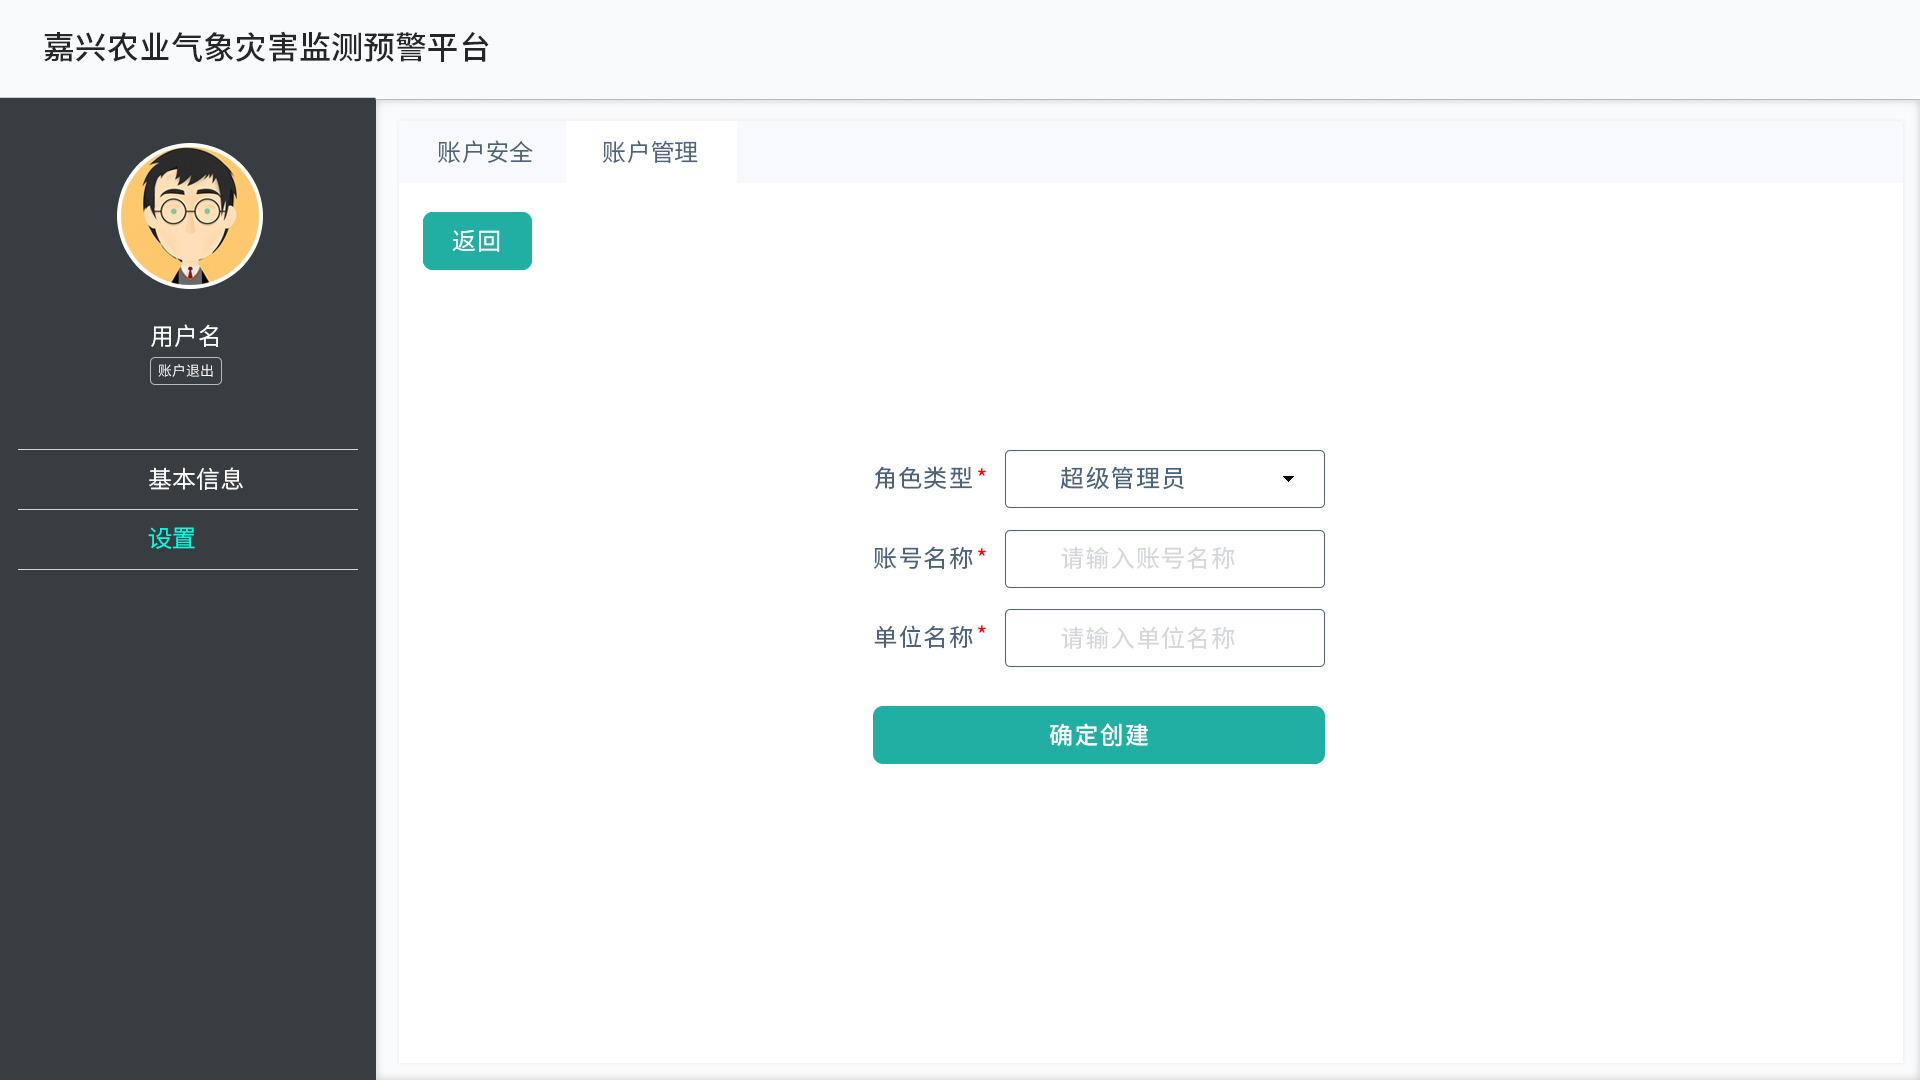 嘉兴农业气象灾害监测预警平台
账户安全
账户管理
返回
用户名
账户退出
基本信息
设置
角色类型*
超级管理员
账号名称*
请输入账号名称
单位名称*
请输入单位名称
确定创建